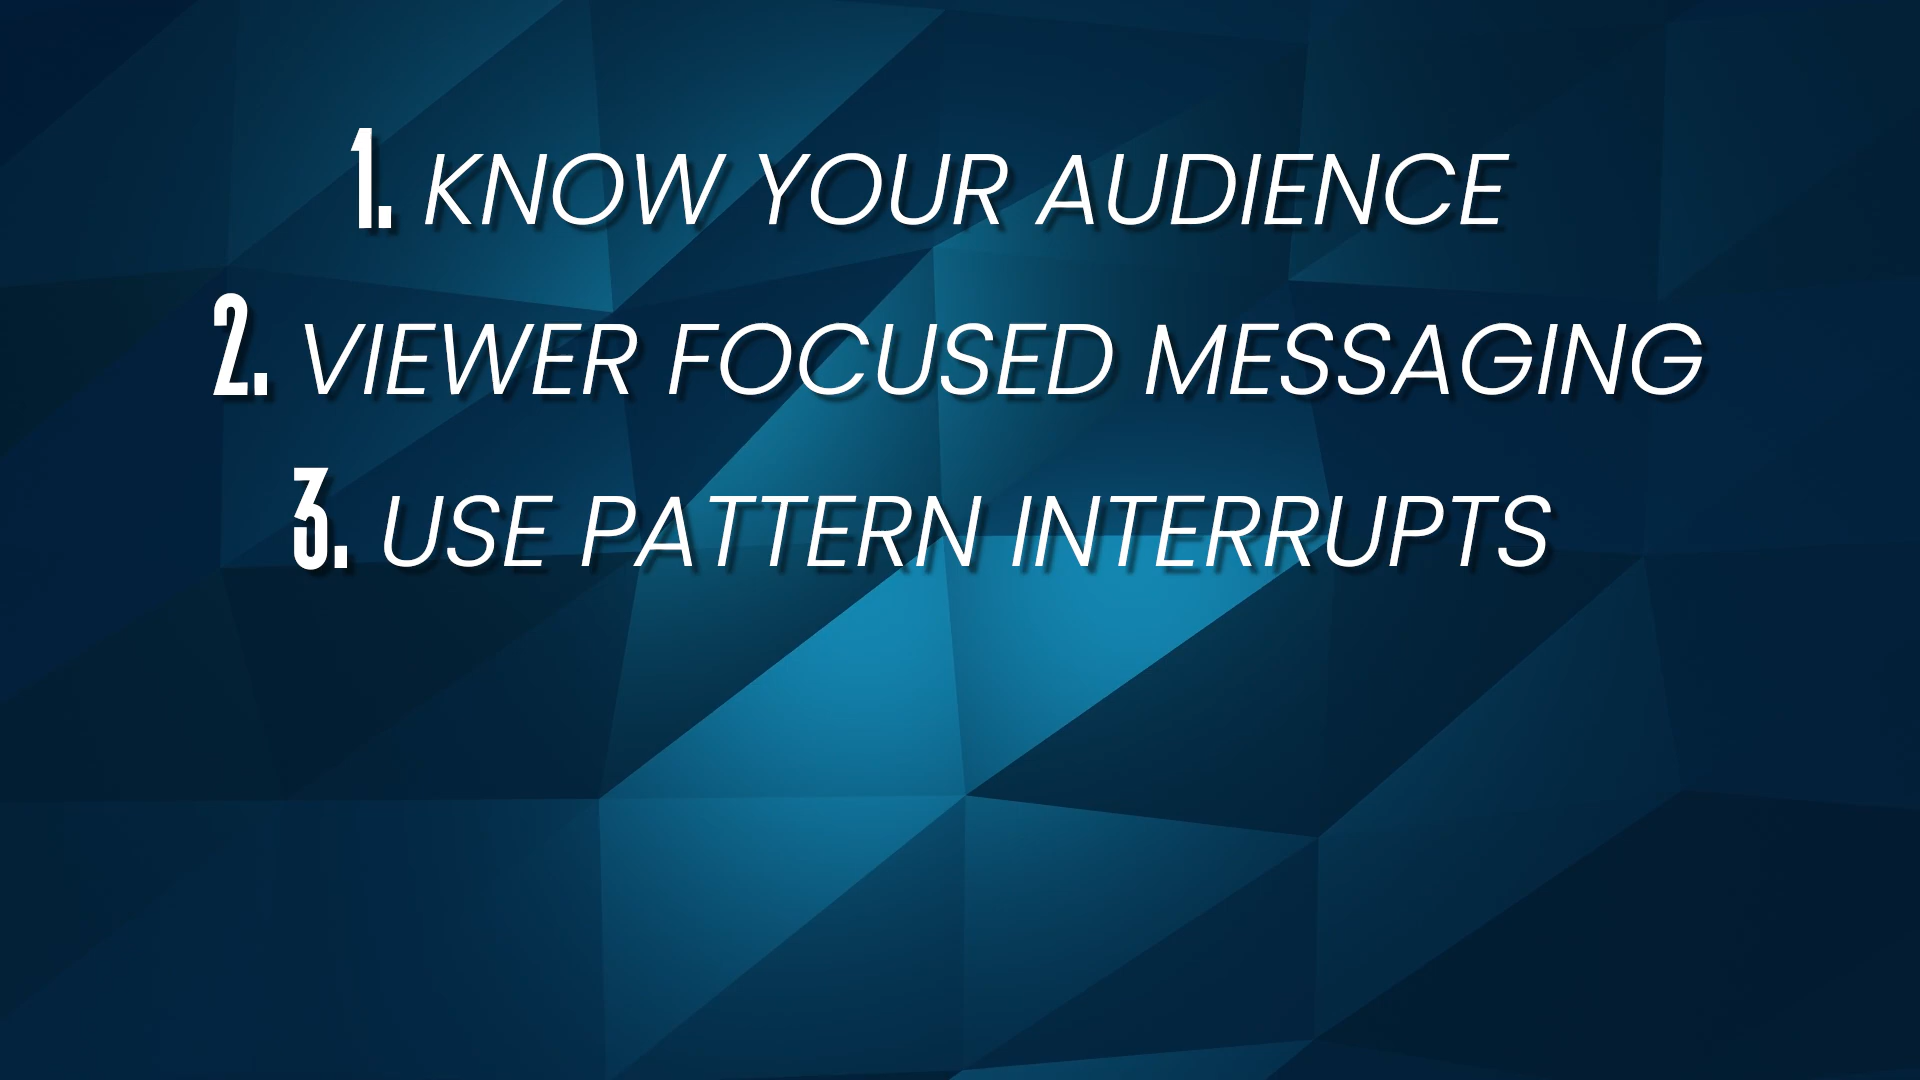 1. KNOW YOUR AUDIENCE
2. VIEWER FOCUSED MESSAGING
3. USE PATTERN INTERRUPTS